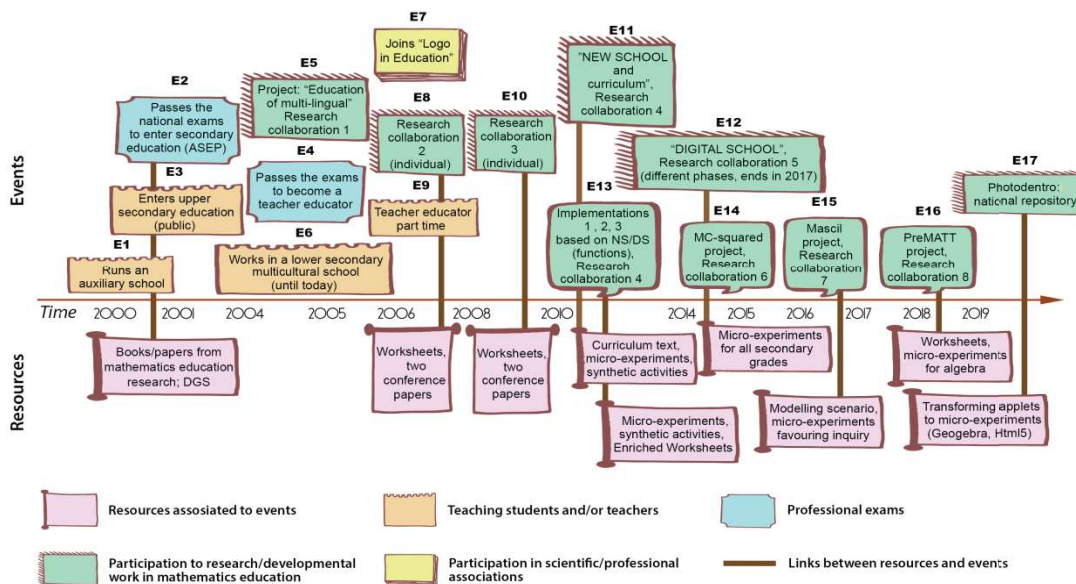 E7
Joins "Logo
in Education"
E11
"NEW SCHOOL
and
curriculum",
Research
collaboration 4
E2
Passes the
national exams
to enter secondary
education (ASEP)
E5
Project: "Education
of multi-lingual"
Research
collaboration 1
E8
Research
collaboration
2
(individual)
E10
Research
collaboration
3
(individual)
E12
"DIGITAL SCHOOL",
Research collaboration 5
(different phases, ends in 2017)
E17
Photodentro:
national repository
E4
Passes the exams
to become a
teacher educator
E3
Enters upper
secondary education
(public)
E9
Teacher educator
part time
E13
Implementations
1 , 2, 3
based on NS/DS
(functions),
Research
collaboration 4
E14
MC-squared
project,
Research
collaboration 6
E15
Mascil
project,
Research
collaboration
7
E16
PreMATT
project,
Research
collaboration 8
E1
Runs an
auxiliary school
E6
Works in a lower secondary
multicultural school
(until today)
Events
Time 2000 2001 2004 2005 2006 2008 2010 2014 2015 2016 2017 2018 2019
Resources
Books/papers from
mathematics education
research; DGS
Worksheets,
two
conference
papers
Worksheets,
two
conference
papers
Curriculum text,
micro-experiments,
synthetic activities
Micro-experiments
for all secondary
grades
Worksheets,
micro-experiments
for algebra
Micro-experiments,
synthetic activities,
Enriched Worksheets
Modelling scenario,
micro-experiments
favouring inquiry
Transforming applets
to micro-experiments
(Geogebra, Html5)
Resources assosiated to events
Teaching students and/or teachers
Professional exams
Participation to research/developmental
work in mathematics education
Participation in scientific/professional
associations
Links between resources and events